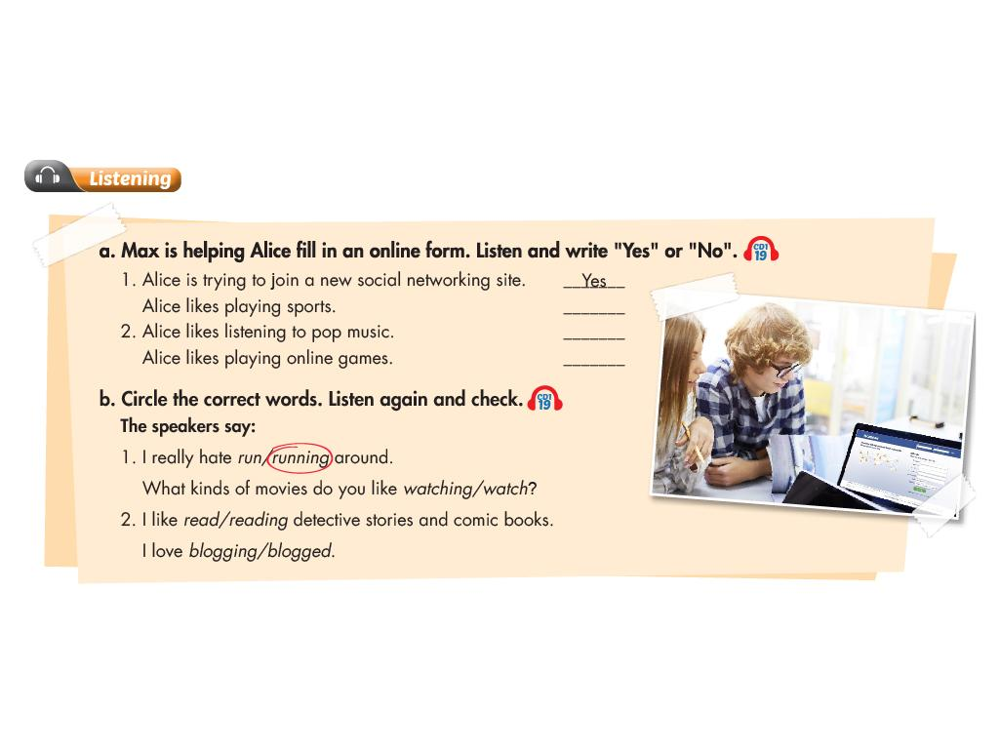 Listening
a. Max is helping Alice fill in an online form. Listen and write "Yes" or "No". CD1 19
1. Alice is trying to join a new social networking site. __Yes__
Alice likes playing sports. _______
2. Alice likes listening to pop music. _______
Alice likes playing online games. _______
b. Circle the correct words. Listen again and check. CD1 19
The speakers say:
1. I really hate run/running around.
What kinds of movies do you like watching/watch?
2. I like read/reading detective stories and comic books.
I love blogging/blogged.